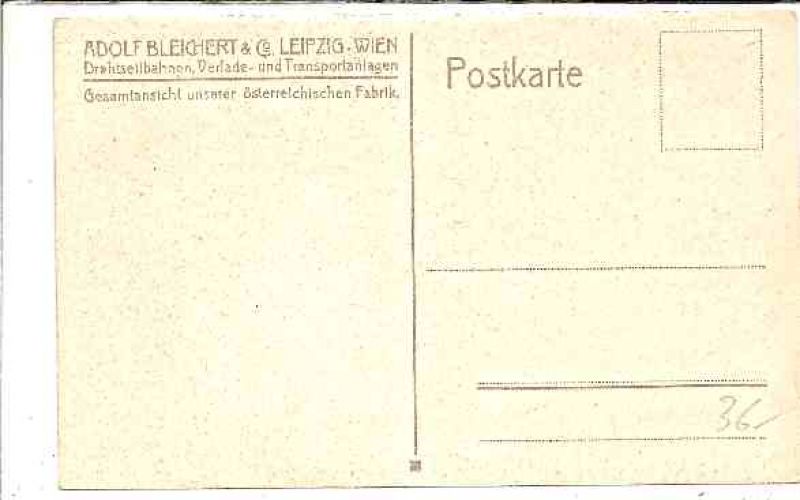 ADOLF BLEICHERT & Co. LEIPZIG-WIEN
Drahtseilbahnen, Verlade- und Transportanlagen
Gesamtansicht unserer österreichischen Fabrik.
Postkarte
36,-